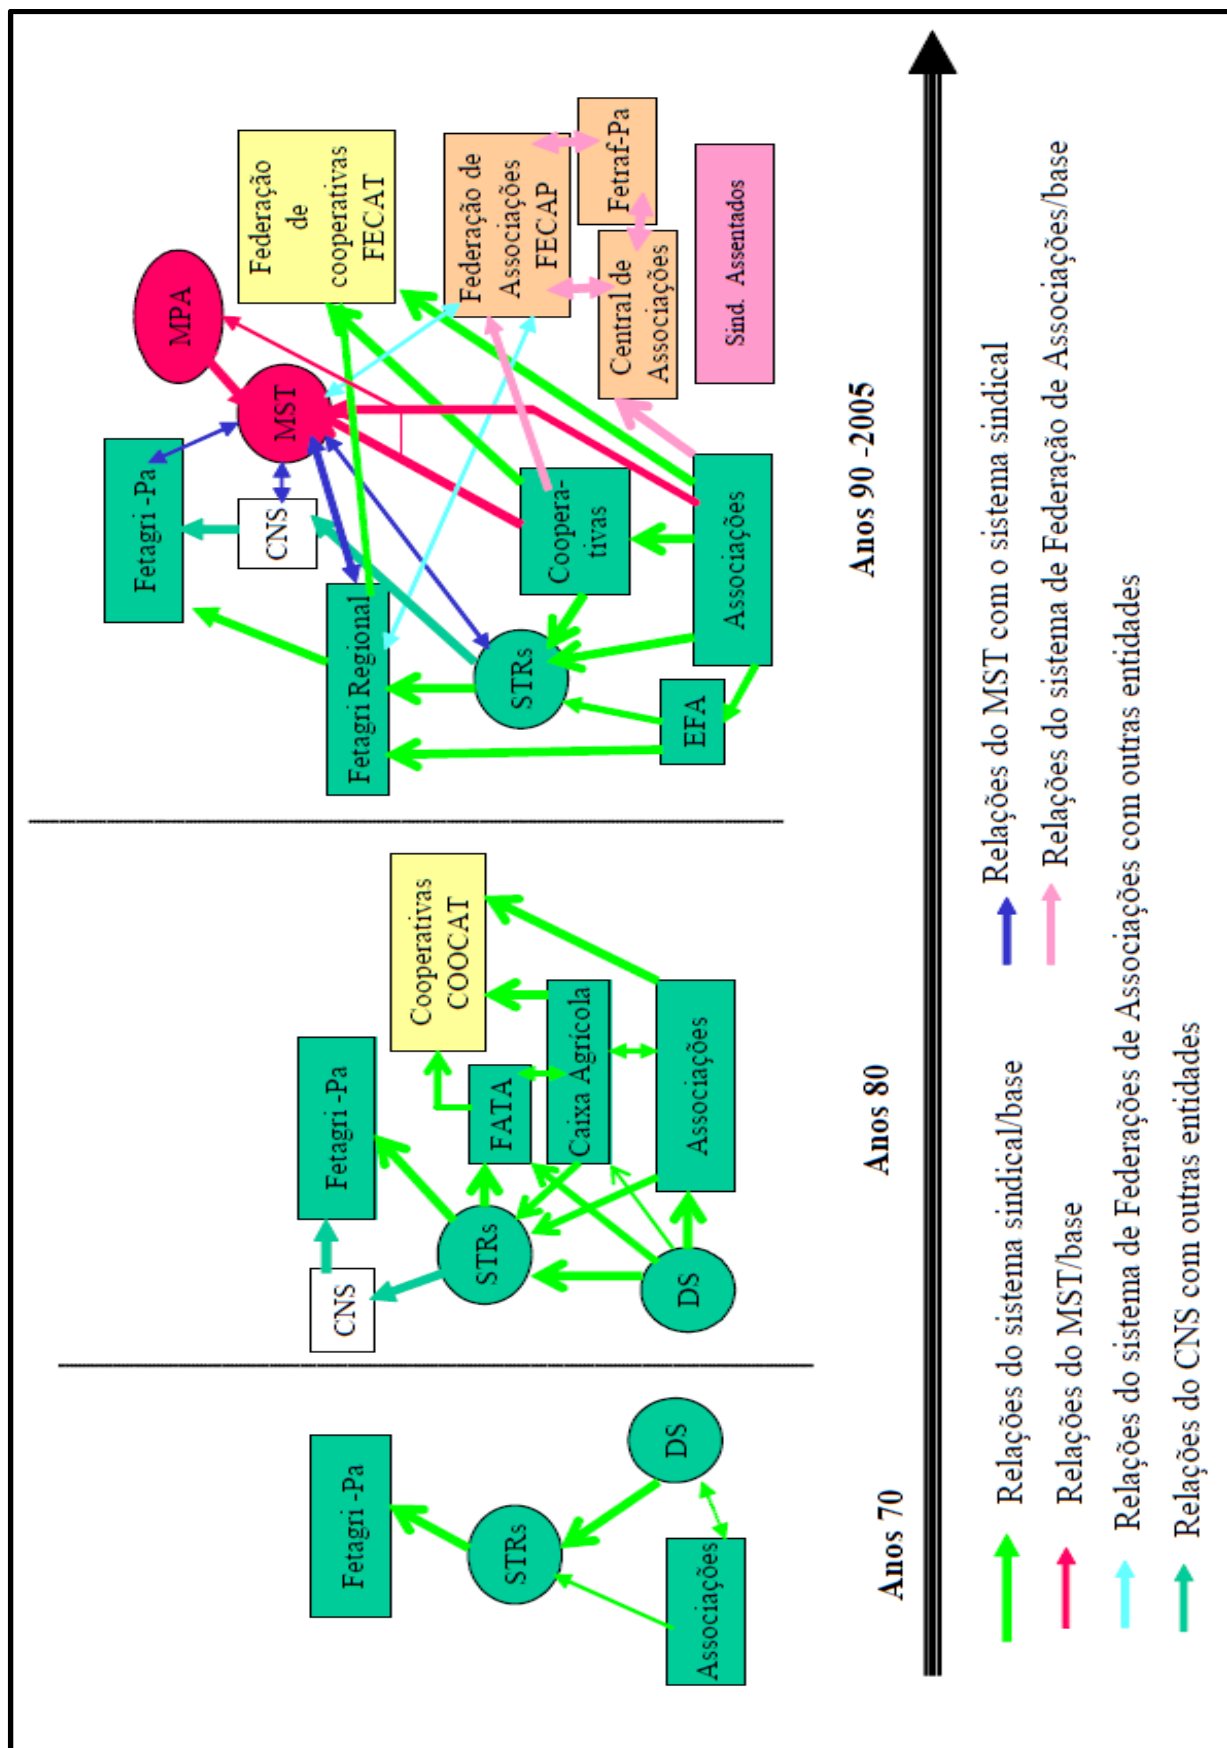 Fetagri -Pa
STRs
DS
Associações
Anos 70
Fetagri -Pa
CNS
STRs
DS
FATA
Caixa Agrícola
Associações
Cooperativas
COOCAT
Anos 80
Fetagri -Pa
CNS
MST
MPA
Fetagri Regional
STRs
EFA
Coopera-
tivas
Associações
Federação
de
cooperativas
FECAT
Federação de
Associações
FECAP
Fetraf-Pa
Central de
Associações
Sind. Assentados
Anos 90 -2005
Relações do sistema sindical/base
Relações do MST com o sistema sindical
Relações do MST/base
Relações do sistema de Federação de Associações/base
Relações do sistema de Federações de Associações com outras entidades
Relações do CNS com outras entidades